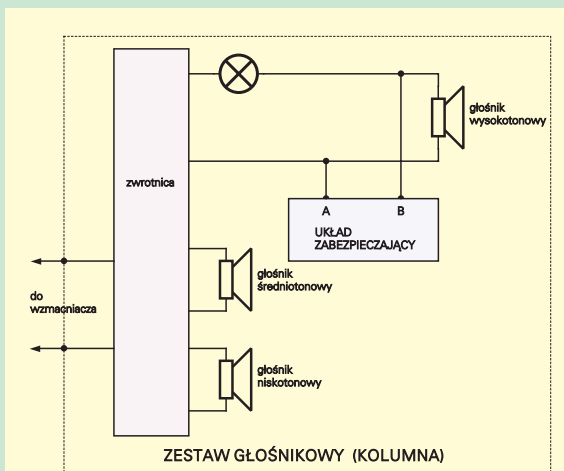 głośnik
wysokotonowy
zwrotnica
A B
UKŁAD
ZABEZPIECZAJĄCY
głośnik
średniotonowy
do
wzmacniacza
głośnik
niskotonowy
ZESTAW GŁOŚNIKOWY (KOLUMNA)